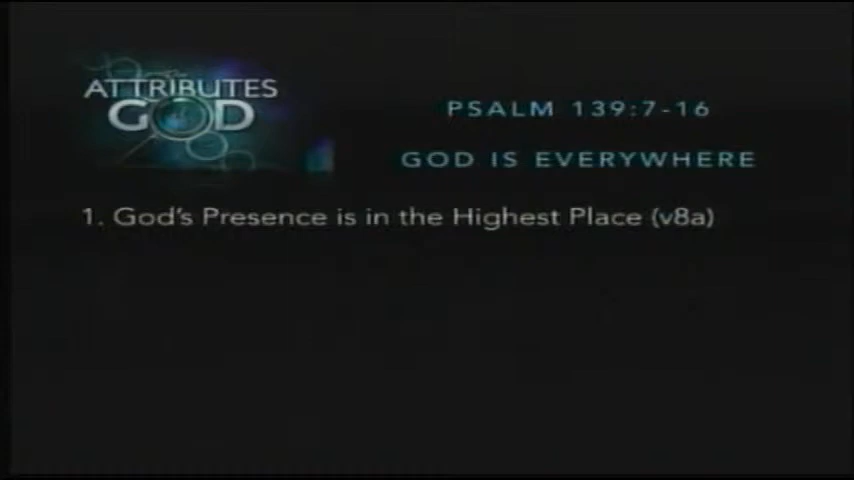 ATTRIBUTES
GOD
PSALM 139:7-16
GOD IS EVERYWHERE
1. God's Presence is in the Highest Place (v8a)